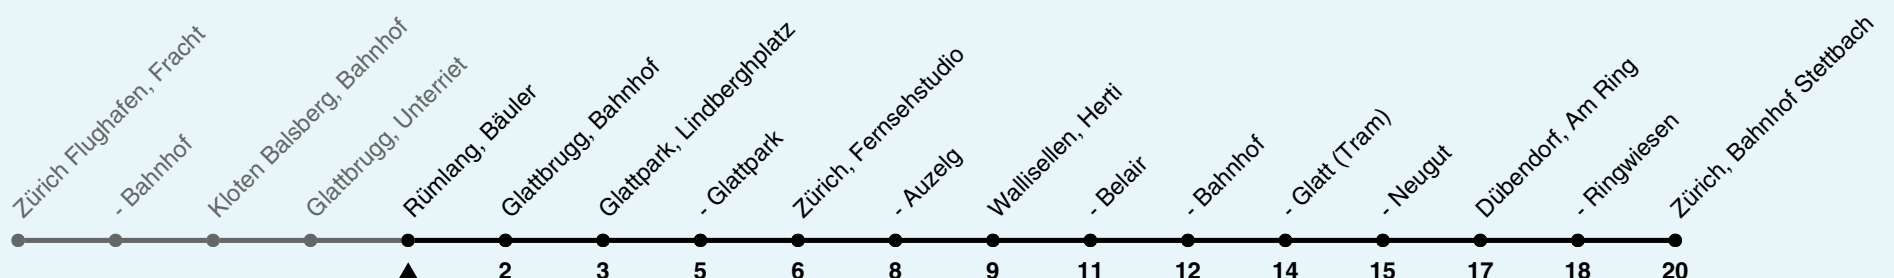 Zürich Flughafen, Fracht
- Bahnhof
Kloten Balsberg, Bahnhof
Glattbrugg, Unterriet
Rümlang, Bäuler
Glattbrugg, Bahnhof
Glattpark, Lindberghplatz
- Glattpark
Zürich, Fernsehstudio
- Auzelg
Wallisellen, Herti
- Belair
- Bahnhof
- Glatt (Tram)
- Neugut
Dübendorf, Am Ring
- Ringwiesen
Zürich, Bahnhof Stettbach
2 3 5 6 8 9 11 12 14 15 17 18 20